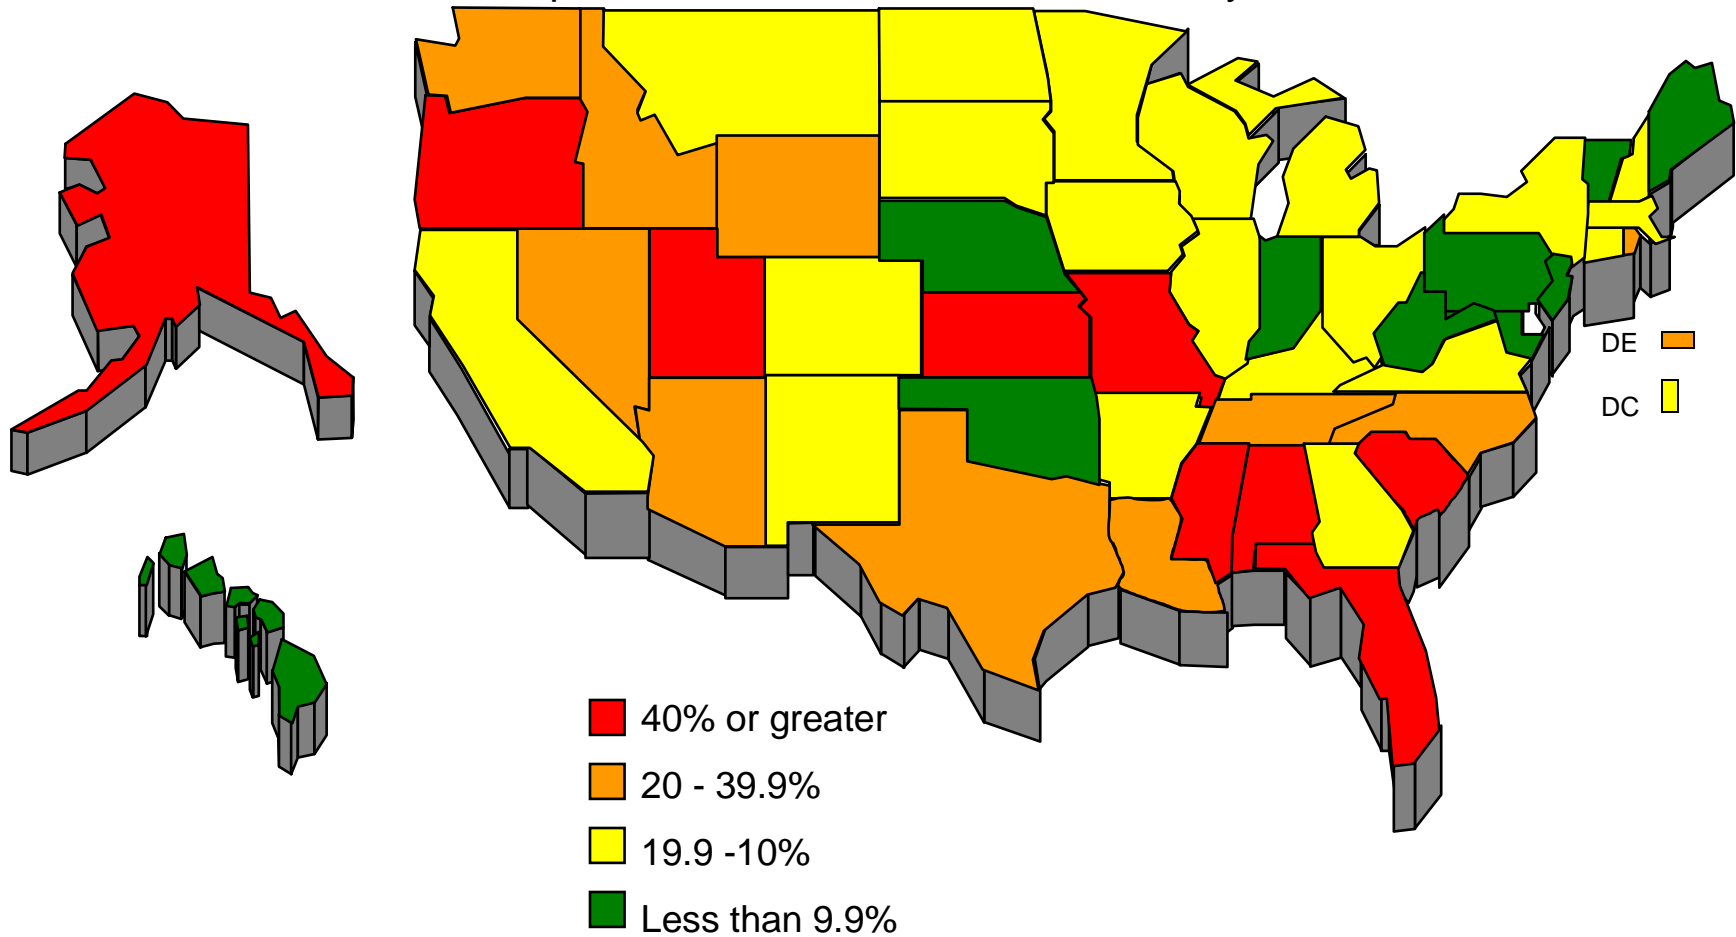 DE
DC
40% or greater
20 - 39.9%
19.9 -10%
Less than 9.9%